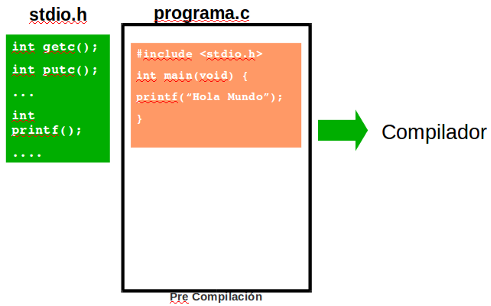 stdio.h
int getc();
int putc();
...
int
printf();
....
programa.c
#include <stdio.h>
int main(void) {
printf(“Hola Mundo”);
}
Compilador
Pre Compilación